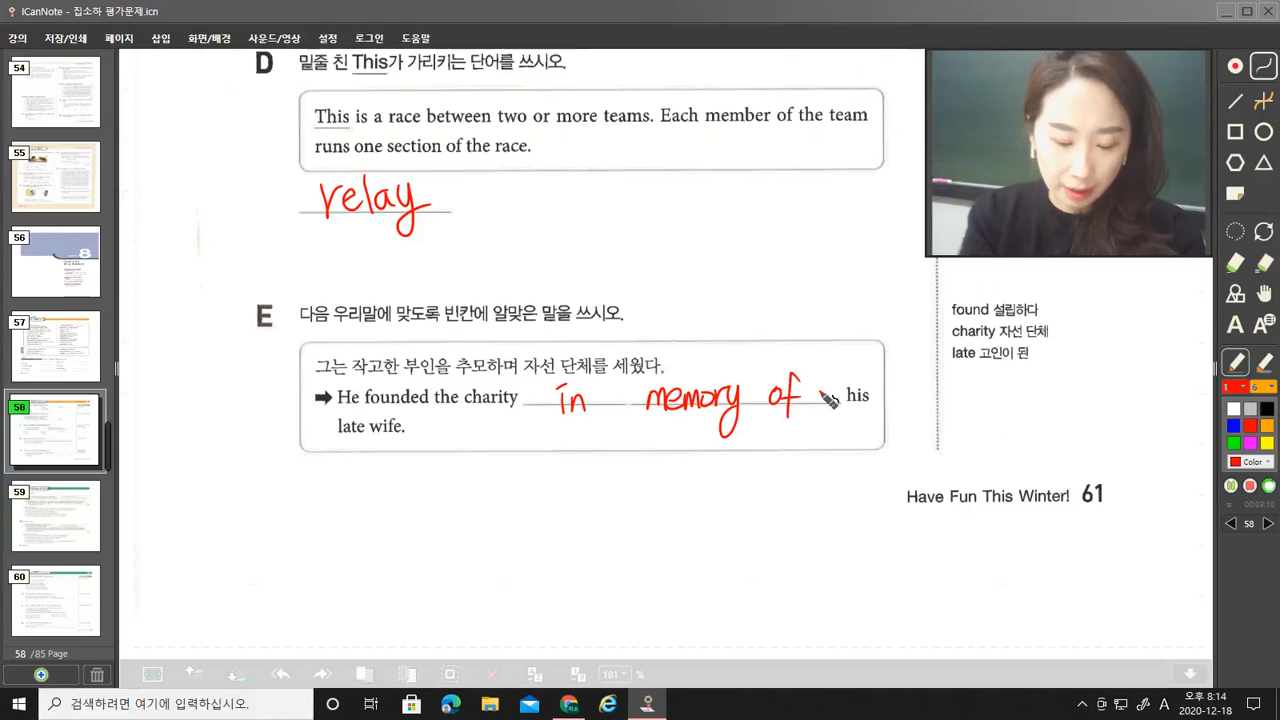 iCanNote - [집소하 평가문제.icn]
강의 저장/인쇄 페이지 삽입 화면/배경 사운드/영상 설정 로그인 도움말
54
55
56
8
57
58
59
60
58 /85 Page
D 밑줄 친 This가 가리키는 단어를 쓰시오.
This is a race between two or more teams. Each member of the team
runs one section of the race.
relay
E 다음 우리말에 맞도록 빈칸에 알맞은 말을 쓰시오.
그는 작고한 부인을 추모하며 자선 단체를 세웠다.
➡ He founded the charity in memory of his
late wife.
found 설립하다
charity 자선 단체
late 고인이 된
Have Fun This Winter! 61
1 6
Color
00:03:10
58
181 %
검색하려면 여기에 입력하십시오.
A 오후 8:14
2020-12-18